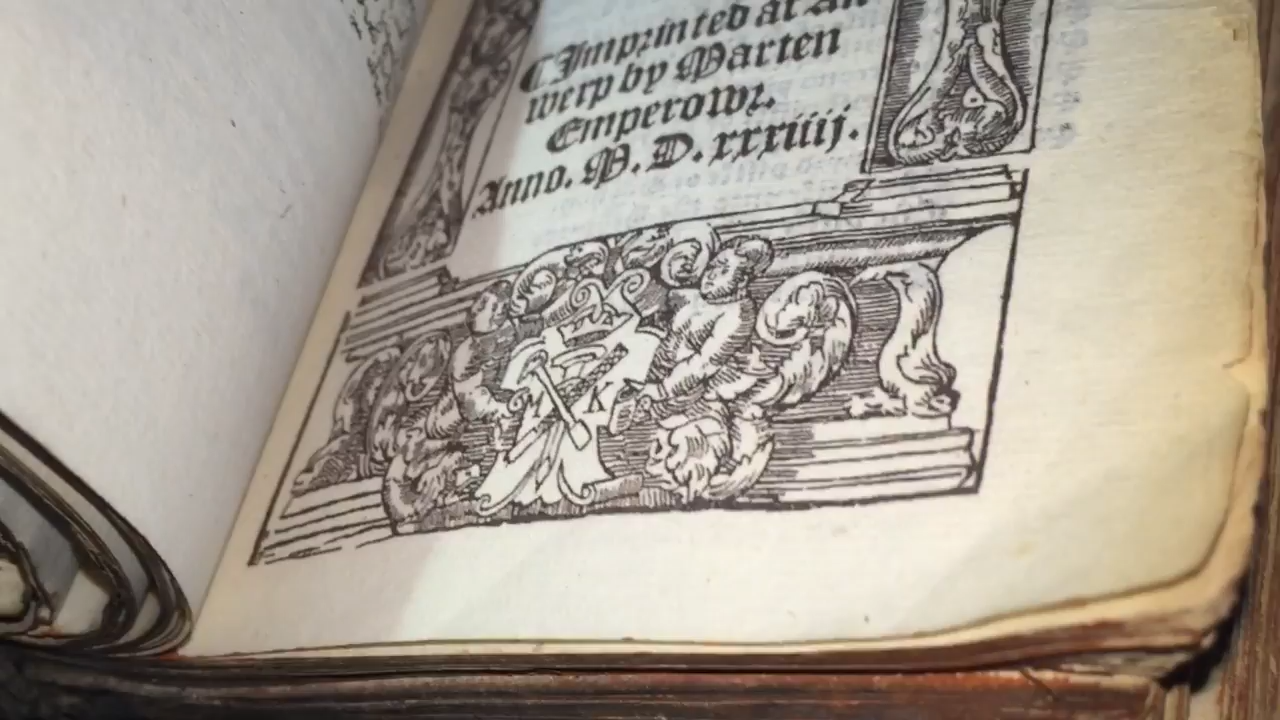 ⁋Imprinted at An
werp by Marten
Emperowr.
Anno. M. D. xxxiiij.
M K